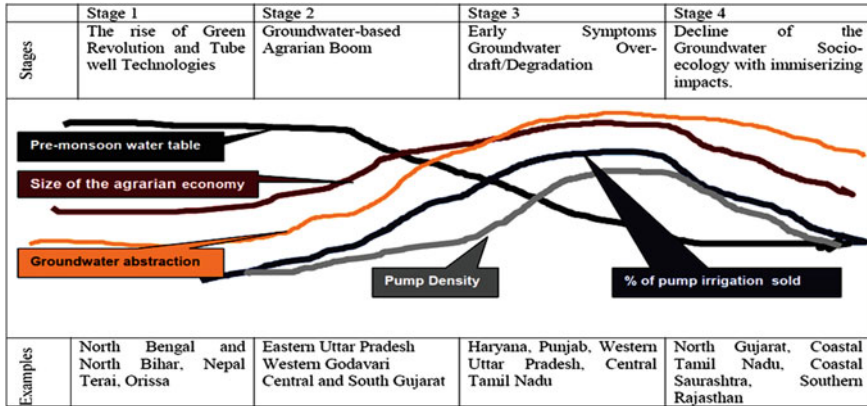 Stages
Stage 1
The rise of Green
Revolution and Tube
well Technologies
Stage 2
Groundwater-based
Agrarian Boom
Stage 3
Early Symptoms
Groundwater Over-
draft/Degradation
Stage 4
Decline of the
Groundwater Socio-
ecology with immiserizing
impacts.
Pre-monsoon water table
Size of the agrarian economy
Groundwater abstraction
Pump Density
% of pump irrigation sold
Examples
North Bengal and
North Bihar, Nepal
Terai, Orissa
Eastern Uttar Pradesh
Western Godavari
Central and South Gujarat
Haryana, Punjab, Western
Uttar Pradesh, Central
Tamil Nadu
North Gujarat, Coastal
Tamil Nadu, Coastal
Saurashtra, Southern
Rajasthan